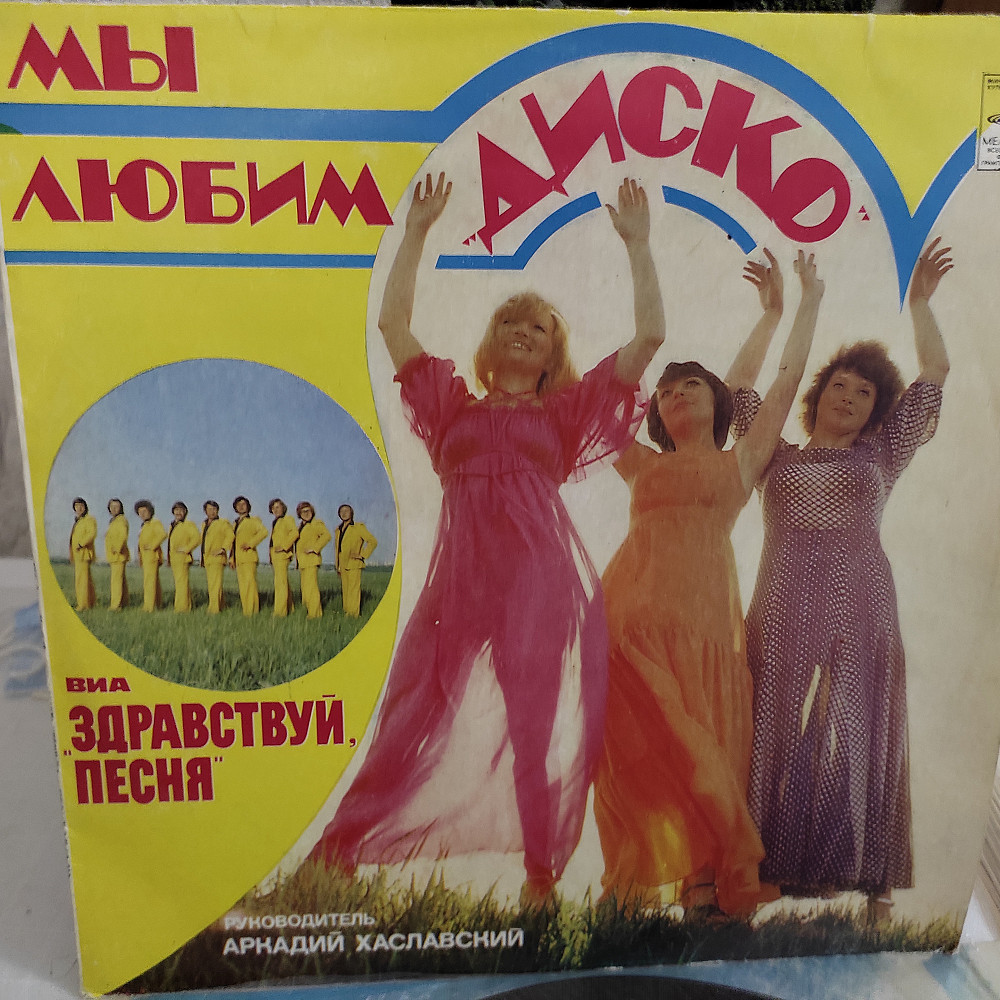 МЫ
ЛЮБИМ
„ДИСКО"
ВИА
„ЗДРАВСТВУЙ,
ПЕСНЯ"
РУКОВОДИТЕЛЬ
АРКАДИЙ ХАСЛАВСКИЙ